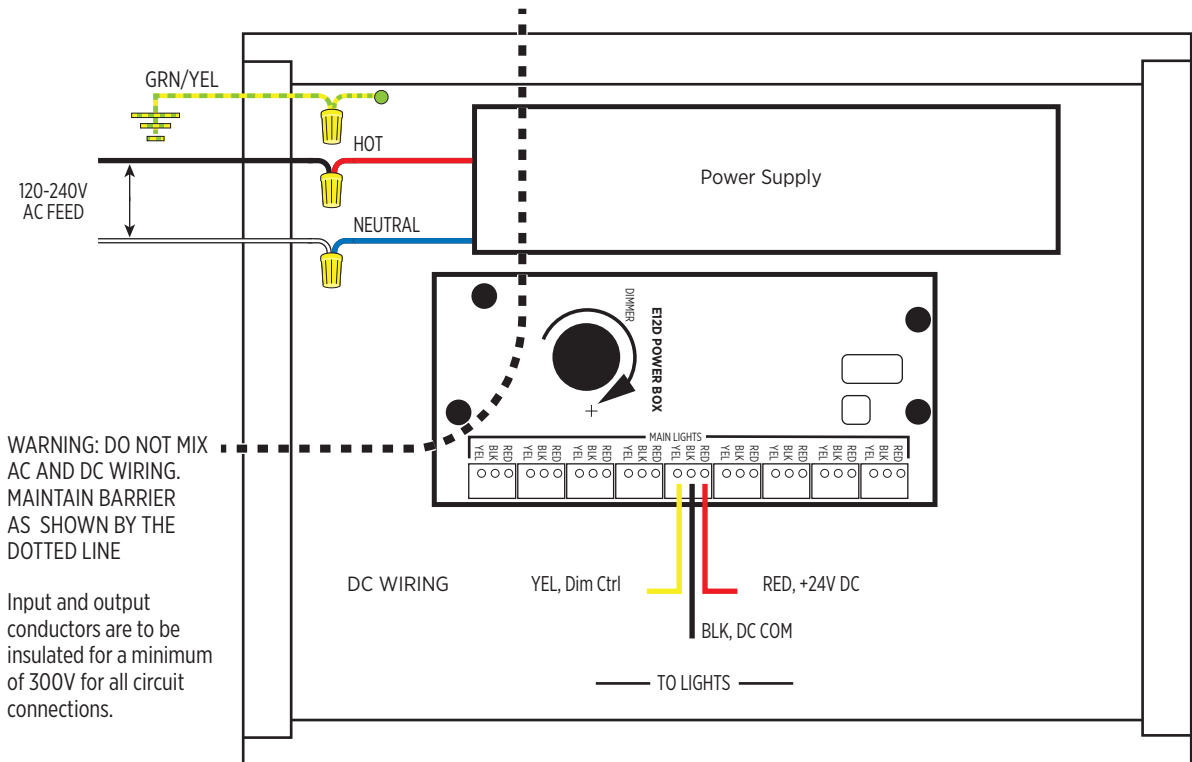 GRN/YEL
HOT
120-240V
AC FEED
NEUTRAL
Power Supply
DIMMER
E12D POWER BOX
+
MAIN LIGHTS
YEL BLK RED YEL BLK RED YEL BLK RED YEL BLK RED YEL BLK RED YEL BLK RED YEL BLK RED YEL BLK RED YEL BLK RED
WARNING: DO NOT MIX
AC AND DC WIRING.
MAINTAIN BARRIER
AS SHOWN BY THE
DOTTED LINE
Input and output
conductors are to be
insulated for a minimum
of 300V for all circuit
connections.
DC WIRING
YEL, Dim Ctrl
RED, +24V DC
BLK, DC COM
TO LIGHTS